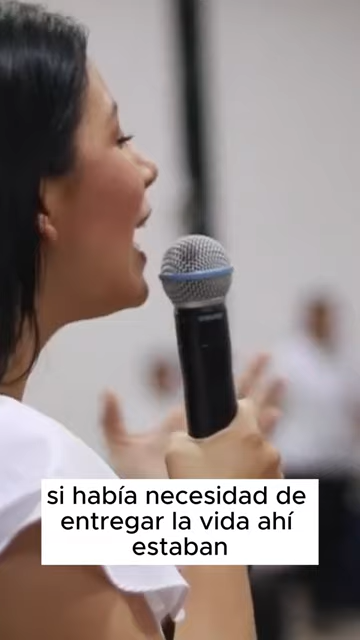 si había necesidad de
entregar la vida ahí
estaban